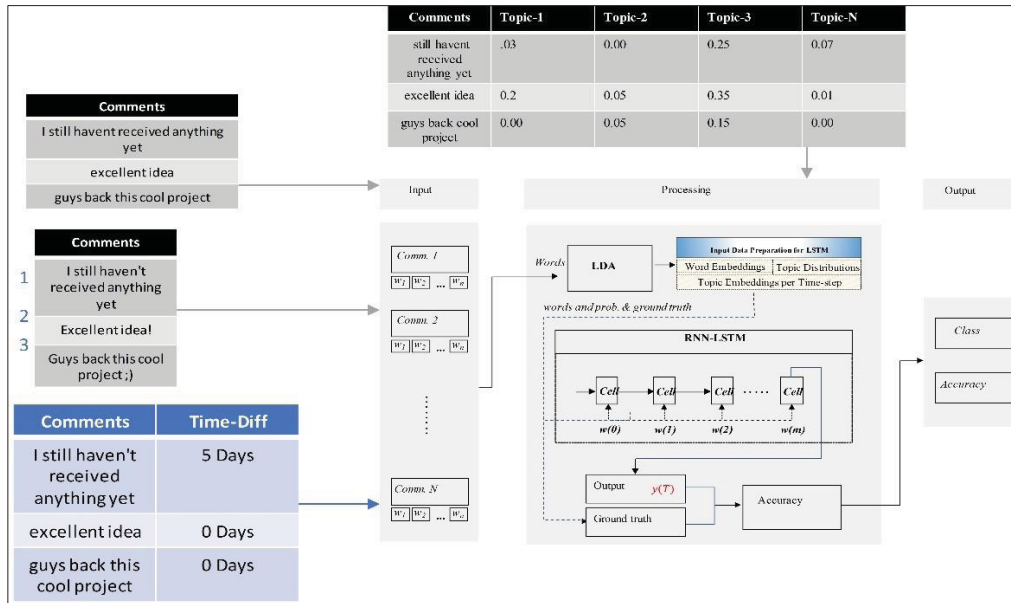 Comments Topic-1 Topic-2 Topic-3 Topic-N
still havent .03 0.00 0.25 0.07
received
anything yet
excellent idea 0.2 0.05 0.35 0.01
guys back cool 0.00 0.05 0.15 0.00
project
Comments
I still havent received anything
yet
excellent idea
guys back this cool project
Input
Processing
Output
Comments
1
I still haven't
received anything
yet
2
Excellent idea!
3
Guys back this
cool project ;)
Comments Time-Diff
I still haven't 5 Days
received
anything yet
excellent idea 0 Days
guys back this 0 Days
cool project
Comm. 1
w1 w2 ... wn
Comm. 2
w1 w2 ... wn
Comm. N
w1 w2 ... wn
Words
LDA
Input Data Preparation for LSTM
Word Embeddings Topic Distributions
Topic Embeddings per Time-step
words and prob. & ground truth
RNN-LSTM
Cell Cell Cell Cell
w(0) w(1) w(2) w(m)
Output y(T)
Ground truth
Accuracy
Class
Accuracy